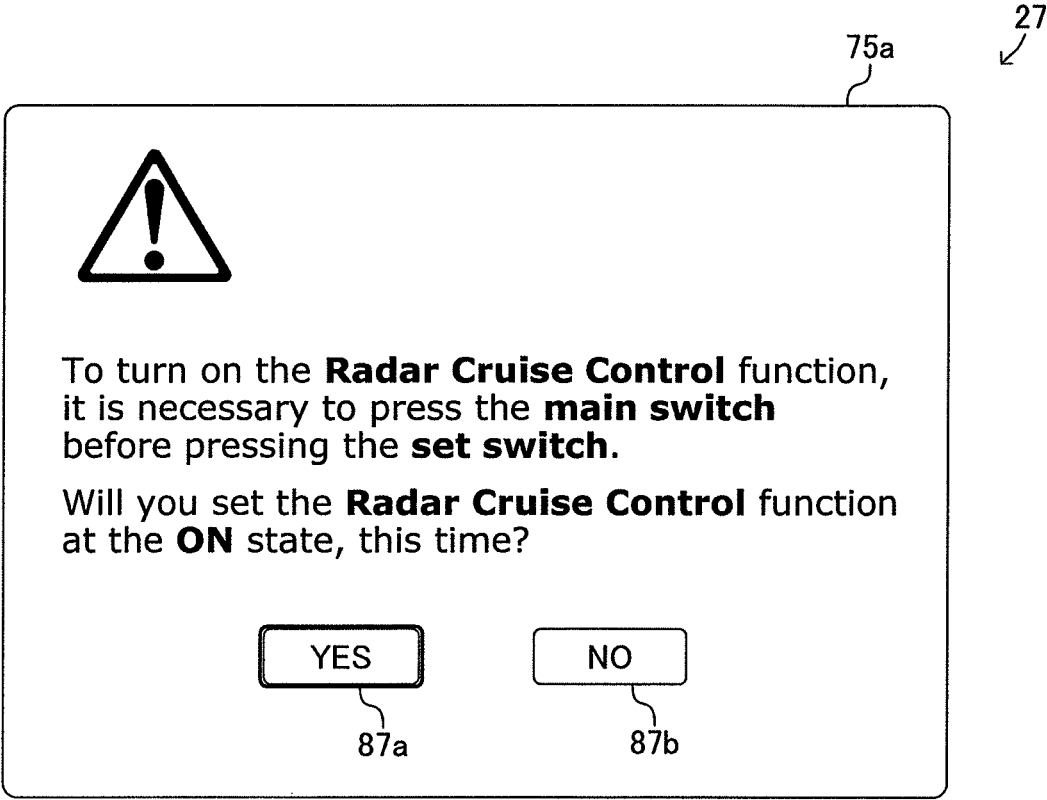 27
75a
To turn on the Radar Cruise Control function,
it is necessary to press the main switch
before pressing the set switch.
Will you set the Radar Cruise Control function
at the ON state, this time?
YES NO
87a 87b